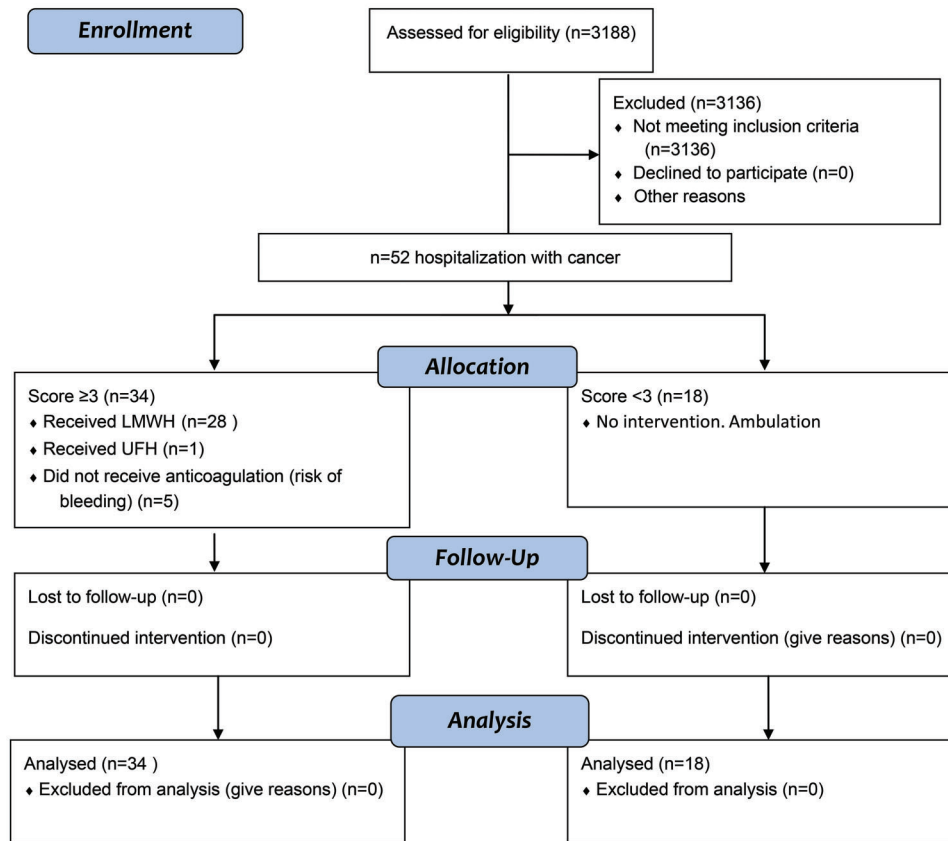 Enrollment
Assessed for eligibility (n=3188)
Excluded (n=3136)
♦ Not meeting inclusion criteria
(n=3136)
♦ Declined to participate (n=0)
♦ Other reasons
n=52 hospitalization with cancer
Allocation
Score ≥3 (n=34)
♦ Received LMWH (n=28 )
♦ Received UFH (n=1)
♦ Did not receive anticoagulation (risk of
bleeding) (n=5)
Score <3 (n=18)
♦ No intervention. Ambulation
Follow-Up
Lost to follow-up (n=0)
Discontinued intervention (n=0)
Lost to follow-up (n=0)
Discontinued intervention (give reasons) (n=0)
Analysis
Analysed (n=34 )
♦ Excluded from analysis (give reasons) (n=0)
Analysed (n=18)
♦ Excluded from analysis (n=0)